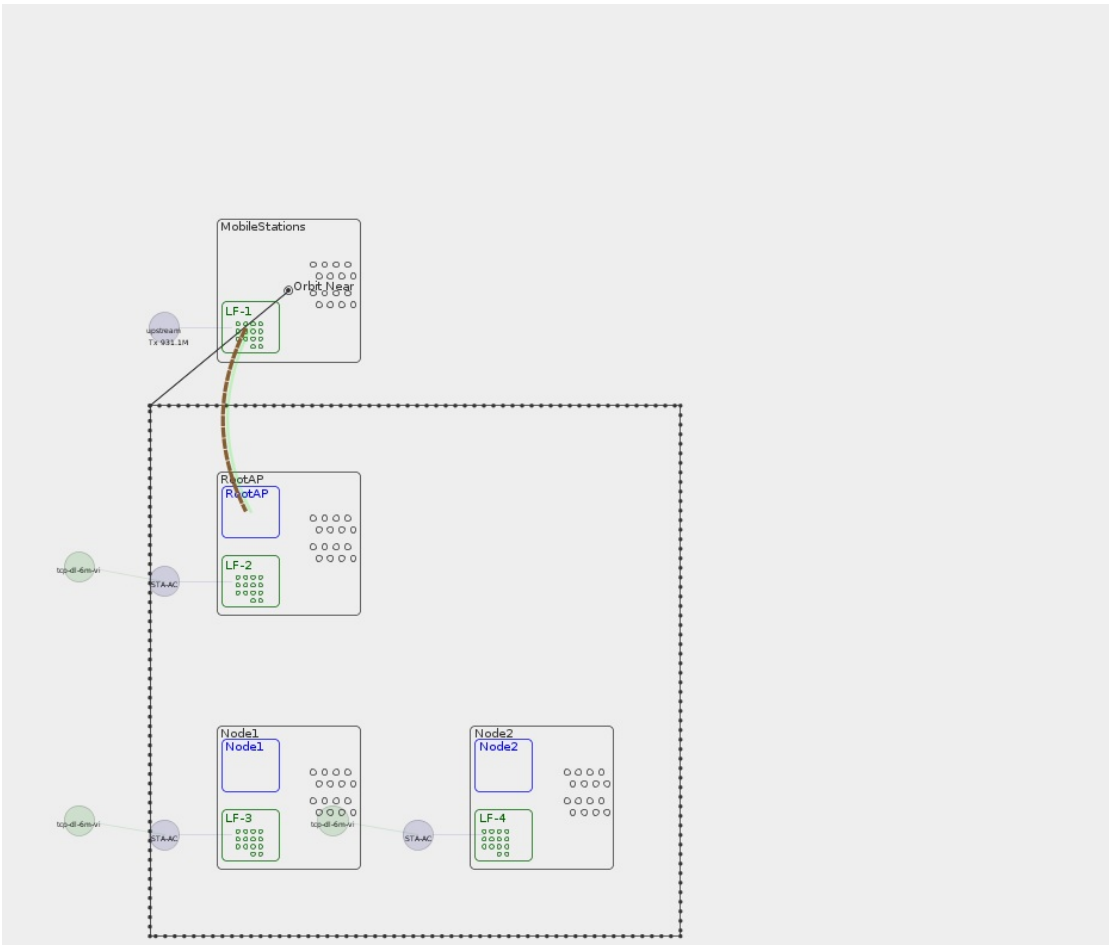 MobileStations
Orbit Near
LF-1
upstream
Tx 931.1M
RootAP
RootAP
LF-2
tcp-dl-6m-vi
STA-AC
Node1
Node1
Node2
Node2
LF-3
LF-4
tcp-dl-6m-vi
tcp-dl-6m-vi
STA-AC
STA-AC